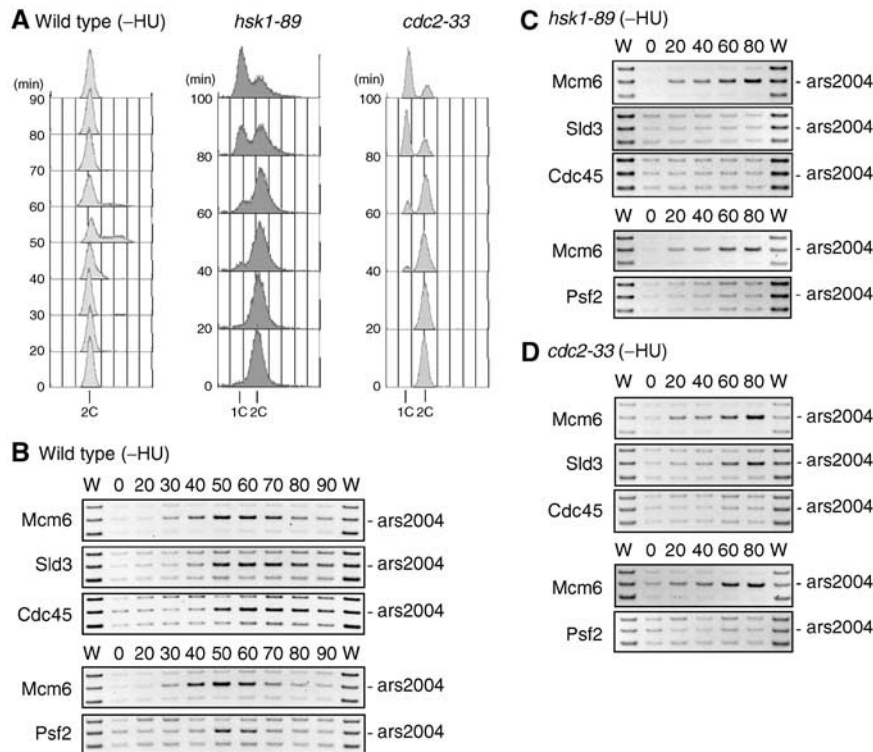 A Wild type (–HU)
hsk1-89
cdc2-33
(min)
90
80
70
60
50
40
30
20
0
2C
(min)
100
80
60
40
20
0
1C 2C
(min)
100
80
60
40
20
0
1C 2C
B Wild type (–HU)
W 0 20 30 40 50 60 70 80 90 W
Mcm6 - ars2004
Sld3 - ars2004
Cdc45 - ars2004
W 0 20 30 40 50 60 70 80 90 W
Mcm6 - ars2004
Psf2 - ars2004
C hsk1-89 (–HU)
W 0 20 40 60 80 W
Mcm6 - ars2004
Sld3 - ars2004
Cdc45 - ars2004
W 0 20 40 60 80 W
Mcm6 - ars2004
Psf2 - ars2004
D cdc2-33 (–HU)
W 0 20 40 60 80 W
Mcm6 - ars2004
Sld3 - ars2004
Cdc45 - ars2004
W 0 20 40 60 80 W
Mcm6 - ars2004
Psf2 - ars2004